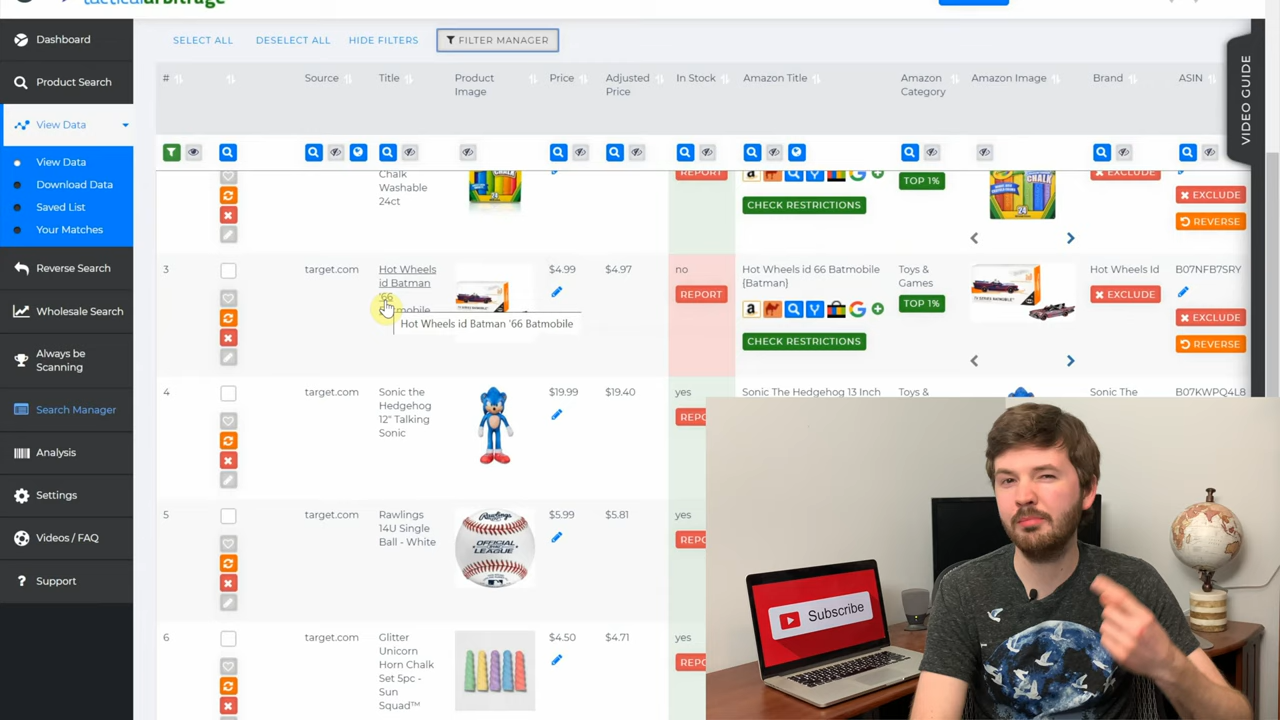 tacticalarbitrage
Dashboard
Product Search
View Data
View Data
Download Data
Saved List
Your Matches
Reverse Search
Wholesale Search
Always be
Scanning
Search Manager
Analysis
Settings
Videos / FAQ
Support
SELECT ALL DESELECT ALL HIDE FILTERS FILTER MANAGER
VIDEO GUIDE
# Source Title Product Image Price Adjusted Price In Stock Amazon Title Amazon Category Amazon Image Brand ASIN
Chalk
Washable
24ct
REPORT
CHECK RESTRICTIONS
TOP 1%
EXCLUDE
EXCLUDE
REVERSE
3 target.com
Hot Wheels
id Batman
'66
Batmobile
Hot Wheels id Batman '66 Batmobile
$4.99 $4.97 no
REPORT
Hot Wheels id 66 Batmobile
{Batman}
CHECK RESTRICTIONS
Toys &
Games
TOP 1%
Hot Wheels Id
EXCLUDE
B07NFB7SRY
EXCLUDE
REVERSE
4 target.com
Sonic the
Hedgehog
12" Talking
Sonic
$19.99 $19.40 yes
REPO
Sonic The Hedgehog 13 Inch
Toys &
Sonic The
B07KWPQ4L8
5 target.com
Rawlings
14U Single
Ball - White
Rawlings
OFFICIAL
LEAGUE
$5.99 $5.81 yes
REPO
6 target.com
Glitter
Unicorn
Horn Chalk
Set 5pc -
Sun
Squad™
$4.50 $4.71 yes
REPO
Subscribe